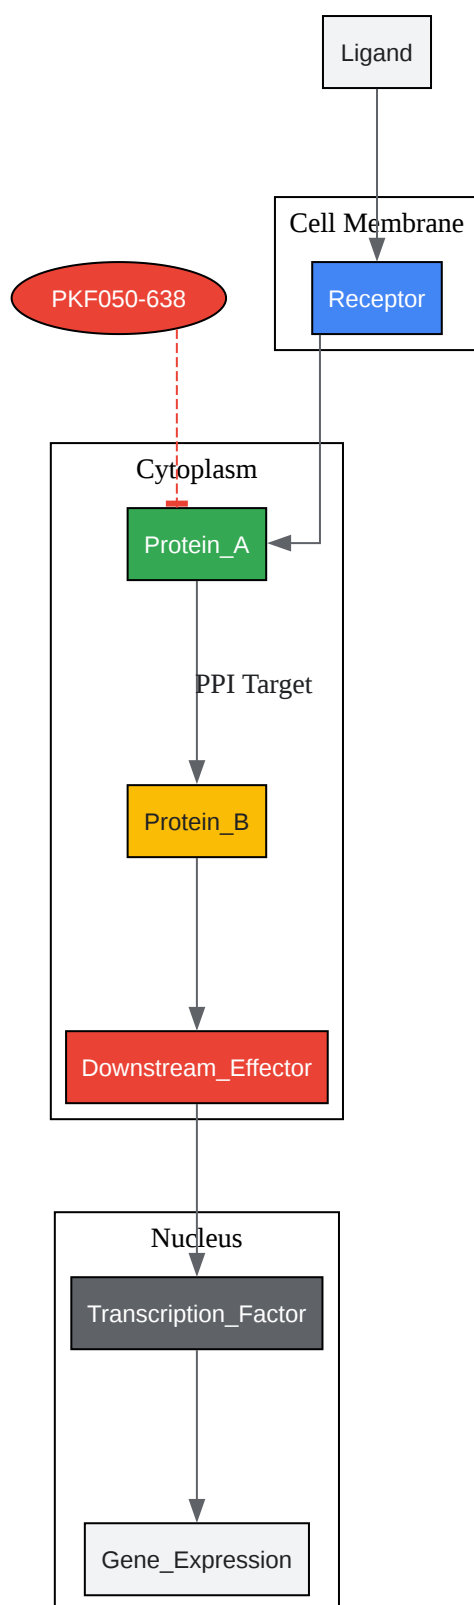 Ligand
Cell Membrane
PKF050-638
Receptor
Cytoplasm
Protein_A
PPI Target
Protein_B
Downstream_Effector
Nucleus
Transcription_Factor
Gene_Expression